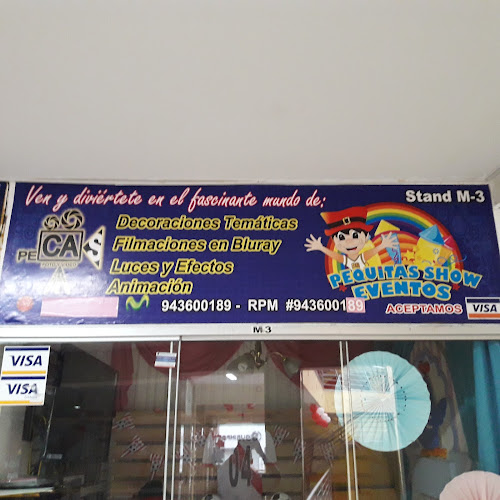 Ven y diviértete en el fascinante mundo de:
Stand M-3
PECAS
Decoraciones Temáticas
Filmaciones en Bluray
Luces y Efectos
Animación
943600189 - RPM #943600189
PEQUITAS SHOW
EVENTOS
ACEPTAMOS VISA
M-3
VISA
VISA
04